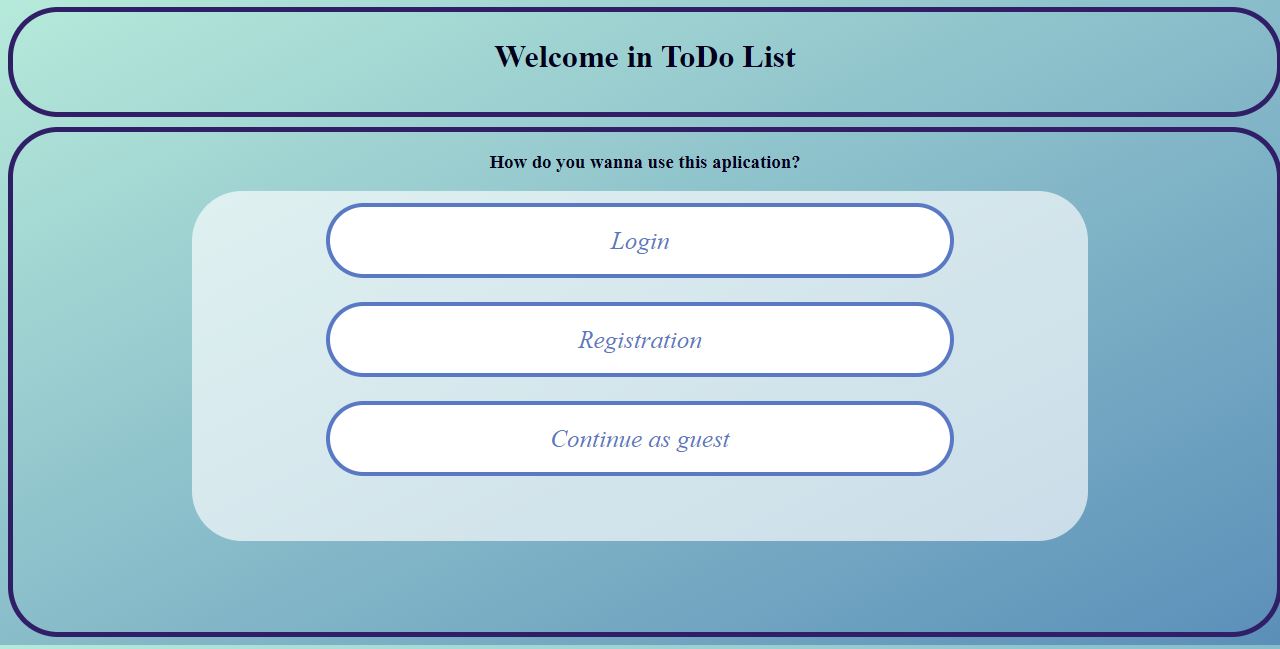 Welcome in ToDo List
How do you wanna use this aplication?
Login
Registration
Continue as guest